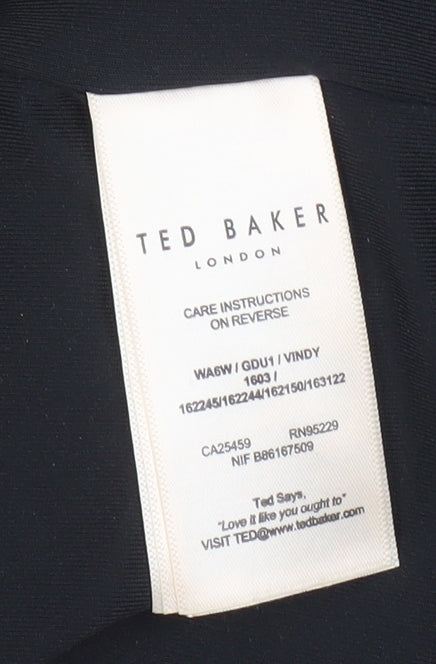 TED BAKER
LONDON
CARE INSTRUCTIONS
ON REVERSE
WA6W / GDU1 / VINDY
1603 /
162245/162244/162150/163122
CA25459 RN95229
NIF B86167509
Ted Says,
"Love it like you ought to"
VISIT TED@www.tedbaker.com